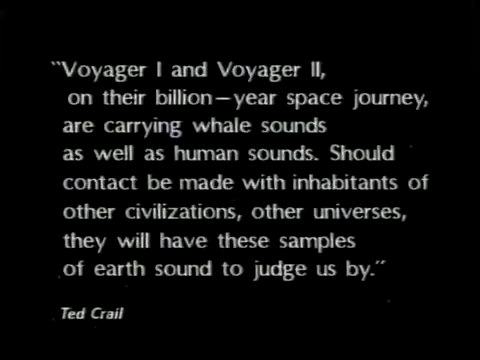 “Voyager I and Voyager II,
on their billion—year space journey,
are carrying whale sounds
as well as human sounds. Should
contact be made with inhabitants of
other civilizations, other universes,
they will have these samples
of earth sound to judge us by.”
Ted Crail